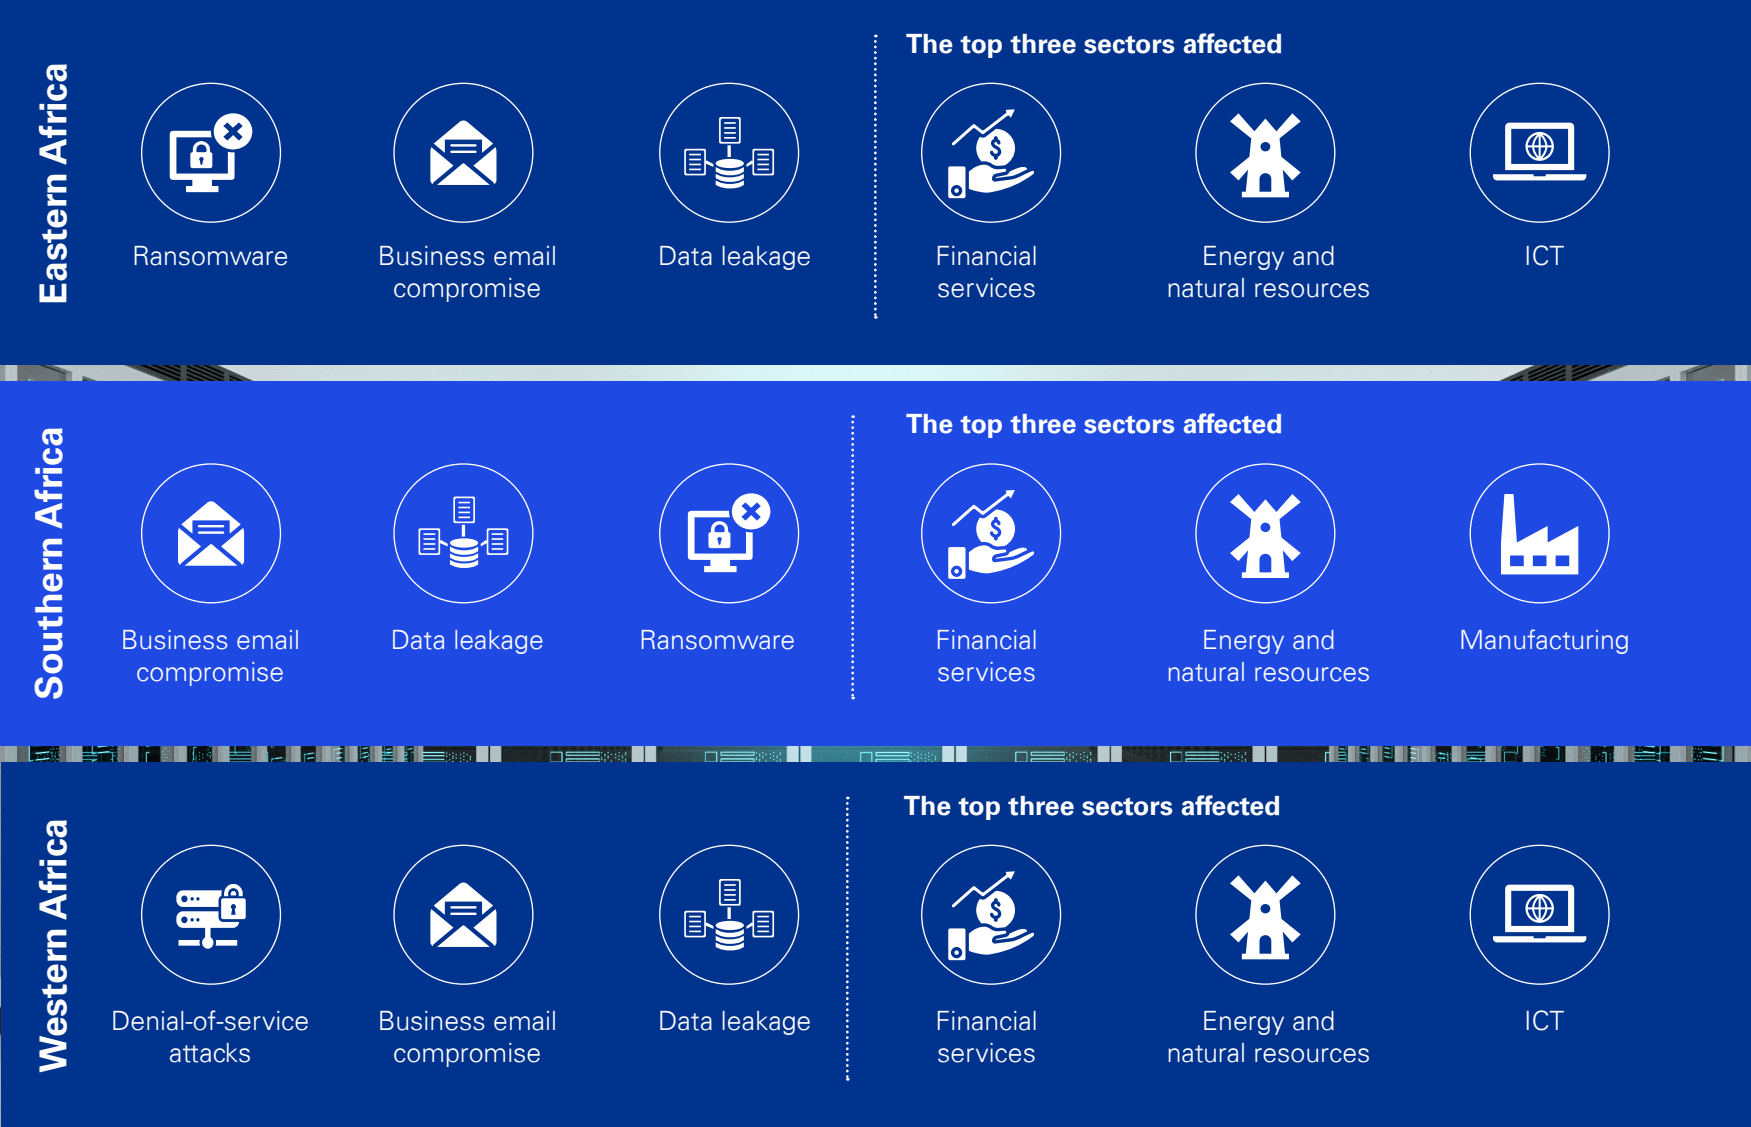 Eastern Africa
Ransomware
Business email
compromise
Data leakage
The top three sectors affected
Financial
services
Energy and
natural resources
ICT
Southern Africa
Business email
compromise
Data leakage
Ransomware
The top three sectors affected
Financial
services
Energy and
natural resources
Manufacturing
Western Africa
Denial-of-service
attacks
Business email
compromise
Data leakage
The top three sectors affected
Financial
services
Energy and
natural resources
ICT